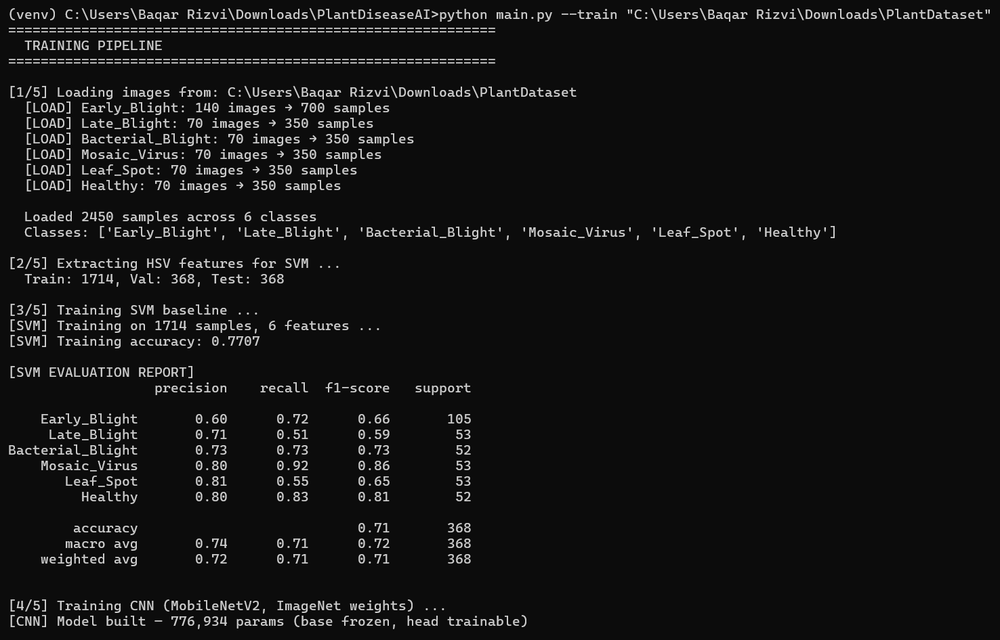 (venv) C:\Users\Baqar Rizvi\Downloads\PlantDiseaseAI>python main.py --train "C:\Users\Baqar Rizvi\Downloads\PlantDataset"
============================================================
  TRAINING PIPELINE
============================================================

[1/5] Loading images from: C:\Users\Baqar Rizvi\Downloads\PlantDataset
  [LOAD] Early_Blight: 140 images → 700 samples
  [LOAD] Late_Blight: 70 images → 350 samples
  [LOAD] Bacterial_Blight: 70 images → 350 samples
  [LOAD] Mosaic_Virus: 70 images → 350 samples
  [LOAD] Leaf_Spot: 70 images → 350 samples
  [LOAD] Healthy: 70 images → 350 samples

  Loaded 2450 samples across 6 classes
  Classes: ['Early_Blight', 'Late_Blight', 'Bacterial_Blight', 'Mosaic_Virus', 'Leaf_Spot', 'Healthy']

[2/5] Extracting HSV features for SVM ...
  Train: 1714, Val: 368, Test: 368

[3/5] Training SVM baseline ...
[SVM] Training on 1714 samples, 6 features ...
[SVM] Training accuracy: 0.7707

[SVM EVALUATION REPORT]
                  precision    recall  f1-score   support

    Early_Blight       0.60      0.72      0.66       105
     Late_Blight       0.71      0.51      0.59        53
Bacterial_Blight       0.73      0.73      0.73        52
    Mosaic_Virus       0.80      0.92      0.86        53
       Leaf_Spot       0.81      0.55      0.65        53
         Healthy       0.80      0.83      0.81        52

        accuracy                           0.71       368
       macro avg       0.74      0.71      0.72       368
    weighted avg       0.72      0.71      0.71       368

[4/5] Training CNN (MobileNetV2, ImageNet weights) ...
[CNN] Model built — 776,934 params (base frozen, head trainable)